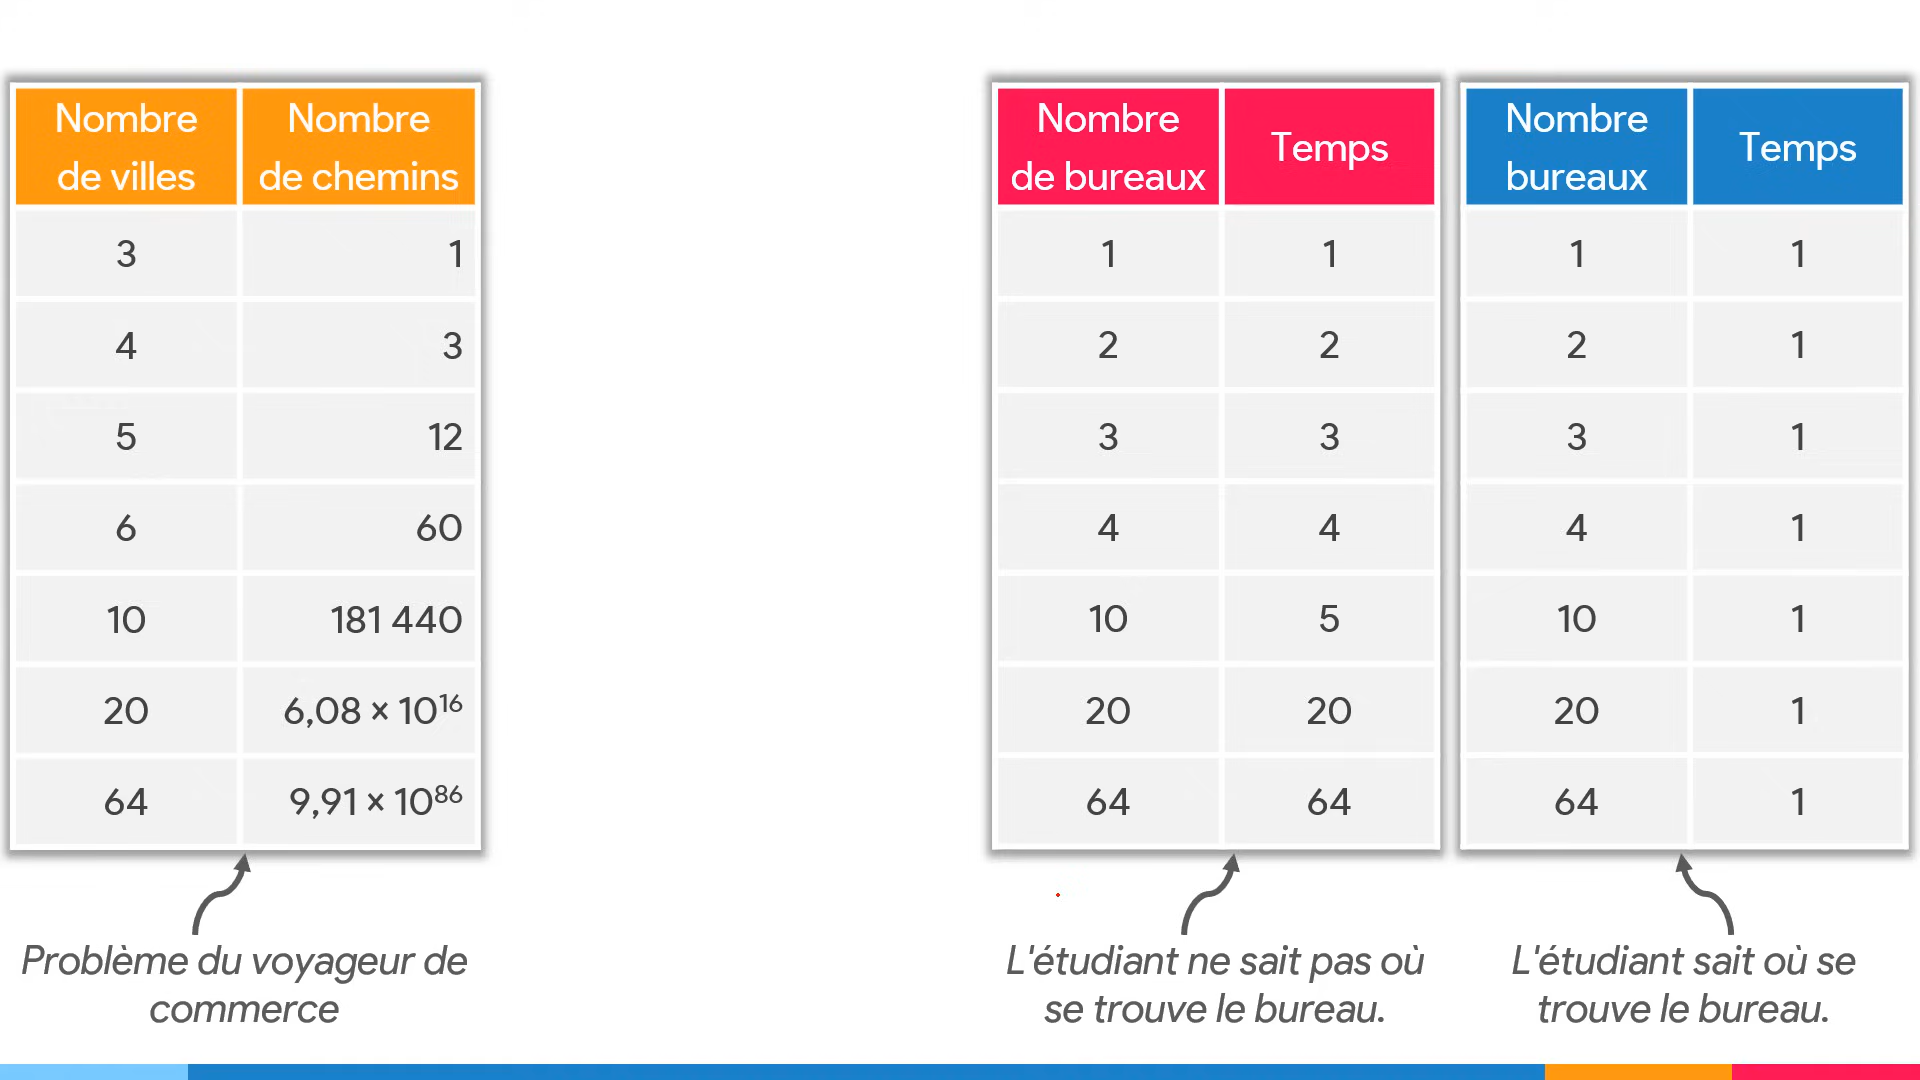 Nombre
de villes
Nombre
de chemins
3
1
4
3
5
12
6
60
10
181 440
20
6,08 × 10¹⁶
64
9,91 × 10⁸⁶
Problème du voyageur de
commerce
Nombre
de bureaux
Temps
1
1
2
2
3
3
4
4
10
5
20
20
64
64
L'étudiant ne sait pas où
se trouve le bureau.
Nombre
bureaux
Temps
1
1
2
1
3
1
4
1
10
1
20
1
64
1
L'étudiant sait où se
trouve le bureau.